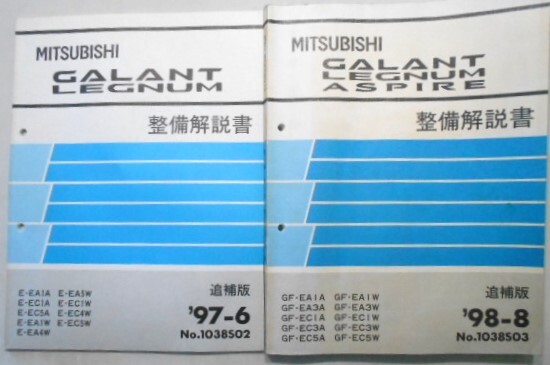 MITSUBISHI
GALANT
LEGNUM
整備解説書
E-EA1A E-EA5W
E-EC1A E-EC1W
E-EC5A E-EC4W
E-EA1W E-EC5W
E-EA4W
追補版
'97-6
No.1038S02
MITSUBISHI
GALANT
LEGNUM
ASPIRE
整備解説書
GF-EA1A GF-EA1W
GF-EA3A GF-EA3W
GF-EC1A GF-EC1W
GF-EC3A GF-EC3W
GF-EC5A GF-EC5W
追補版
'98-8
No.1038S03